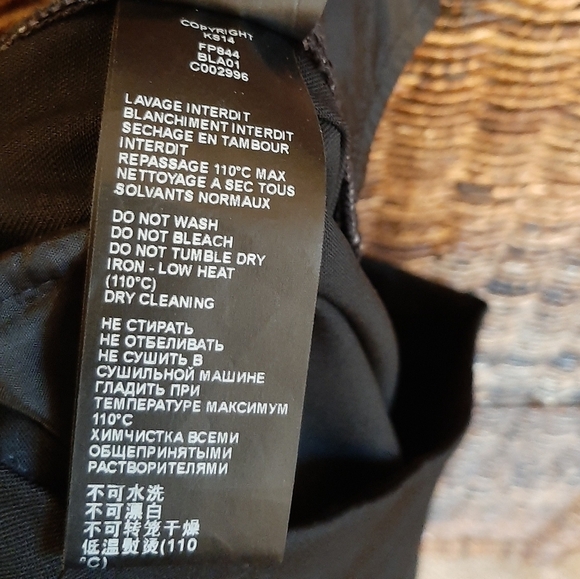 COPYRIGHT
KS14
FP844
BLA01
C002996
LAVAGE INTERDIT
BLANCHIMENT INTERDIT
SECHAGE EN TAMBOUR
INTERDIT
REPASSAGE 110°C MAX
NETTOYAGE A SEC TOUS
SOLVANTS NORMAUX
DO NOT WASH
DO NOT BLEACH
DO NOT TUMBLE DRY
IRON - LOW HEAT
(110°C)
DRY CLEANING
НЕ СТИРАТЬ
НЕ ОТБЕЛИВАТЬ
НЕ СУШИТЬ В
СУШИЛЬНОЙ МАШИНЕ
ГЛАДИТЬ ПРИ
ТЕМПЕРАТУРЕ МАКСИМУМ
110°C
ХИМЧИСТКА ВСЕМИ
ОБЩЕПРИНЯТЫМИ
РАСТВОРИТЕЛЯМИ
不可水洗
不可漂白
不可转笼干燥
低温熨烫(110
°C)